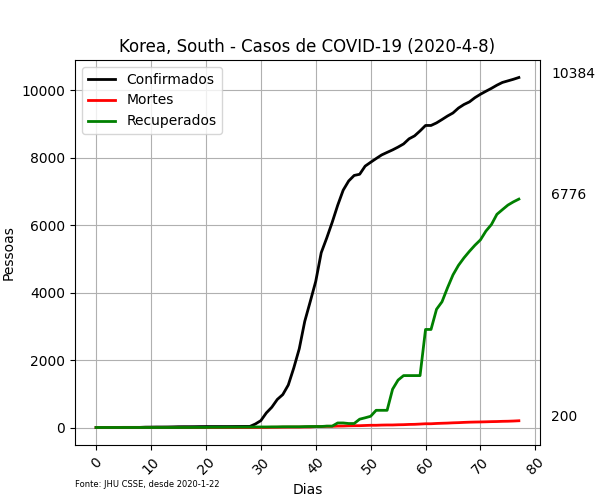 Korea, South - Casos de COVID-19 (2020-4-8)
Confirmados
Mortes
Recuperados
10384
6776
200
Pessoas
10000
8000
6000
4000
2000
0
0 10 20 30 40 50 60 70 80
Dias
Fonte: JHU CSSE, desde 2020-1-22